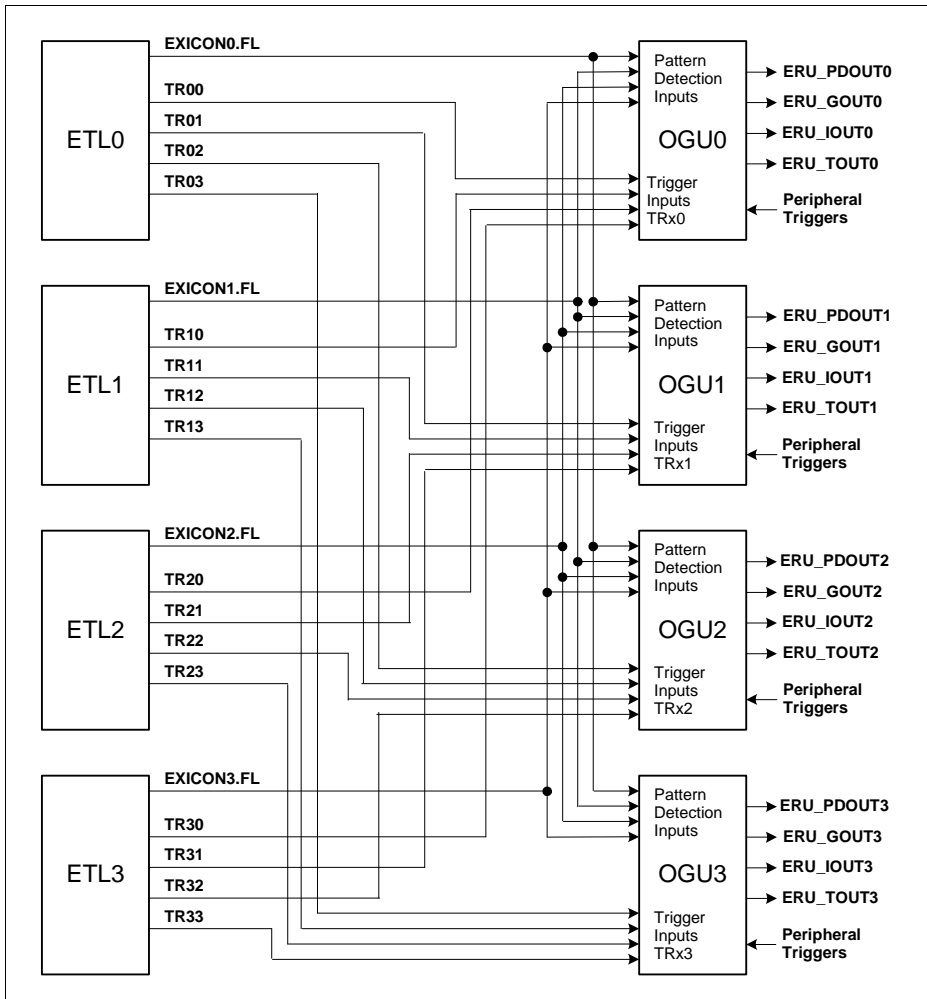 ETL0
EXICON0.FL
TR00
TR01
TR02
TR03
Pattern
Detection
Inputs
OGU0
Trigger
Inputs
TRx0
ERU_PDOUT0
ERU_GOUT0
ERU_IOUT0
ERU_TOUT0
Peripheral
Triggers
ETL1
EXICON1.FL
TR10
TR11
TR12
TR13
Pattern
Detection
Inputs
OGU1
Trigger
Inputs
TRx1
ERU_PDOUT1
ERU_GOUT1
ERU_IOUT1
ERU_TOUT1
Peripheral
Triggers
ETL2
EXICON2.FL
TR20
TR21
TR22
TR23
Pattern
Detection
Inputs
OGU2
Trigger
Inputs
TRx2
ERU_PDOUT2
ERU_GOUT2
ERU_IOUT2
ERU_TOUT2
Peripheral
Triggers
ETL3
EXICON3.FL
TR30
TR31
TR32
TR33
Pattern
Detection
Inputs
OGU3
Trigger
Inputs
TRx3
ERU_PDOUT3
ERU_GOUT3
ERU_IOUT3
ERU_TOUT3
Peripheral
Triggers